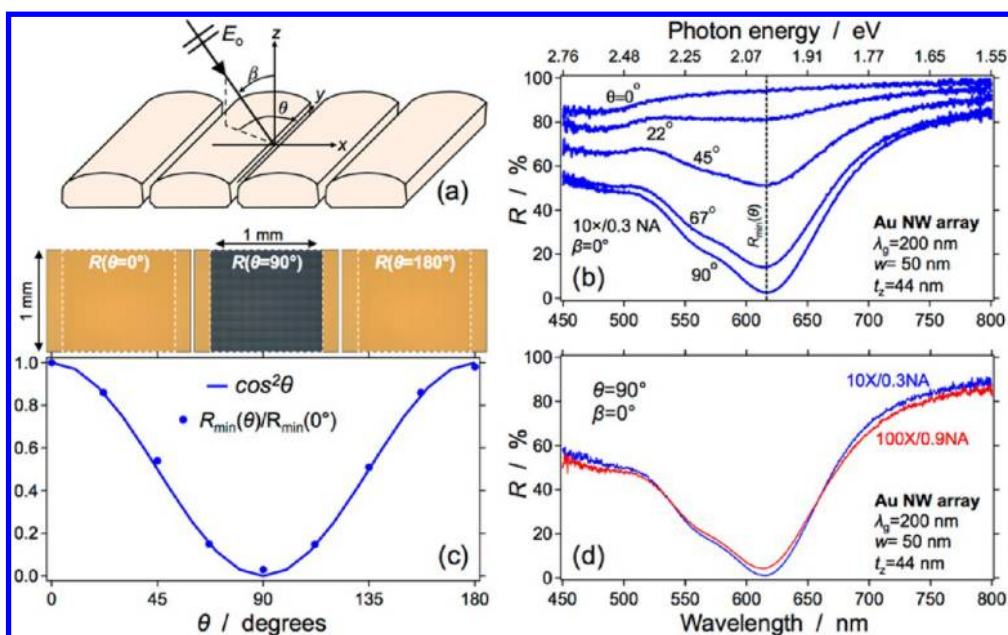 E₀
z
β
θ
y
x
(a)
Photon energy / eV
2.76 2.48 2.25 2.07 1.91 1.77 1.65 1.55
100
80
60
40
20
0
R / %
θ=0°
22°
45°
67°
90°
R_min(θ)
10×/0.3 NA
β=0°
(b)
Au NW array
λ_g=200 nm
w= 50 nm
t_z=44 nm
450 500 550 600 650 700 750 800
1 mm
1 mm
R(θ=0°) R(θ=90°) R(θ=180°)
1.0
0.8
0.6
0.4
0.2
0.0
cos²θ
R_min(θ)/R_min(0°)
(c)
0 45 90 135 180
θ / degrees
100
80
60
40
20
0
R / %
θ=90°
β=0°
10X/0.3NA
100X/0.9NA
Au NW array
λ_g=200 nm
w= 50 nm
t_z=44 nm
(d)
450 500 550 600 650 700 750 800
Wavelength / nm